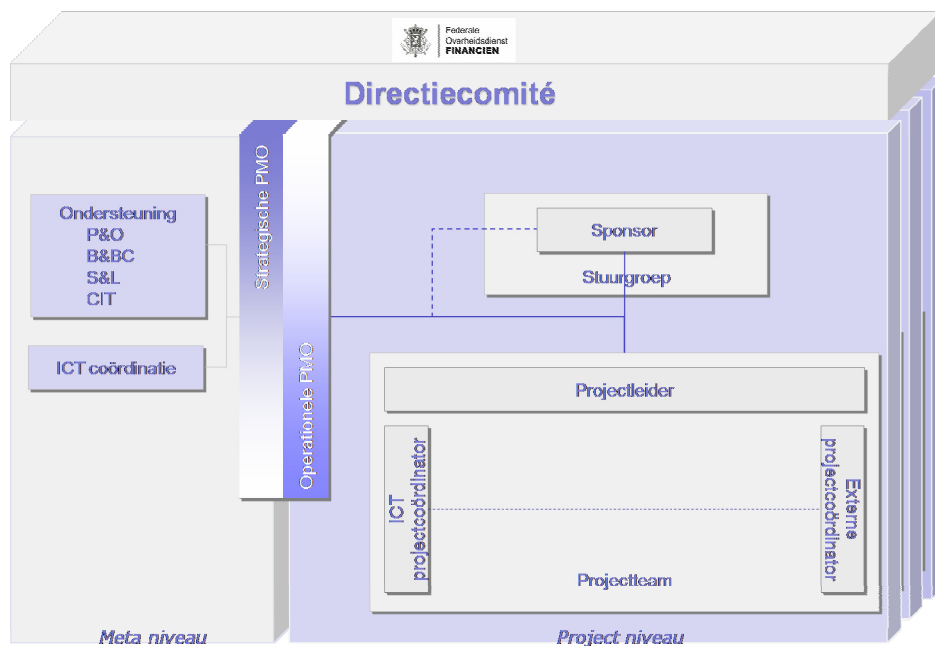 Federale
Overheidsdienst
FINANCIEN
Directiecomité
Strategische PMO
Operationele PMO
Ondersteuning
P&O
B&BC
S&L
CIT
ICT coördinatie
Sponsor
Stuurgroep
Projectleider
ICT
projectcoördinator
Externe
projectcoördinator
Projectteam
Meta niveau
Project niveau